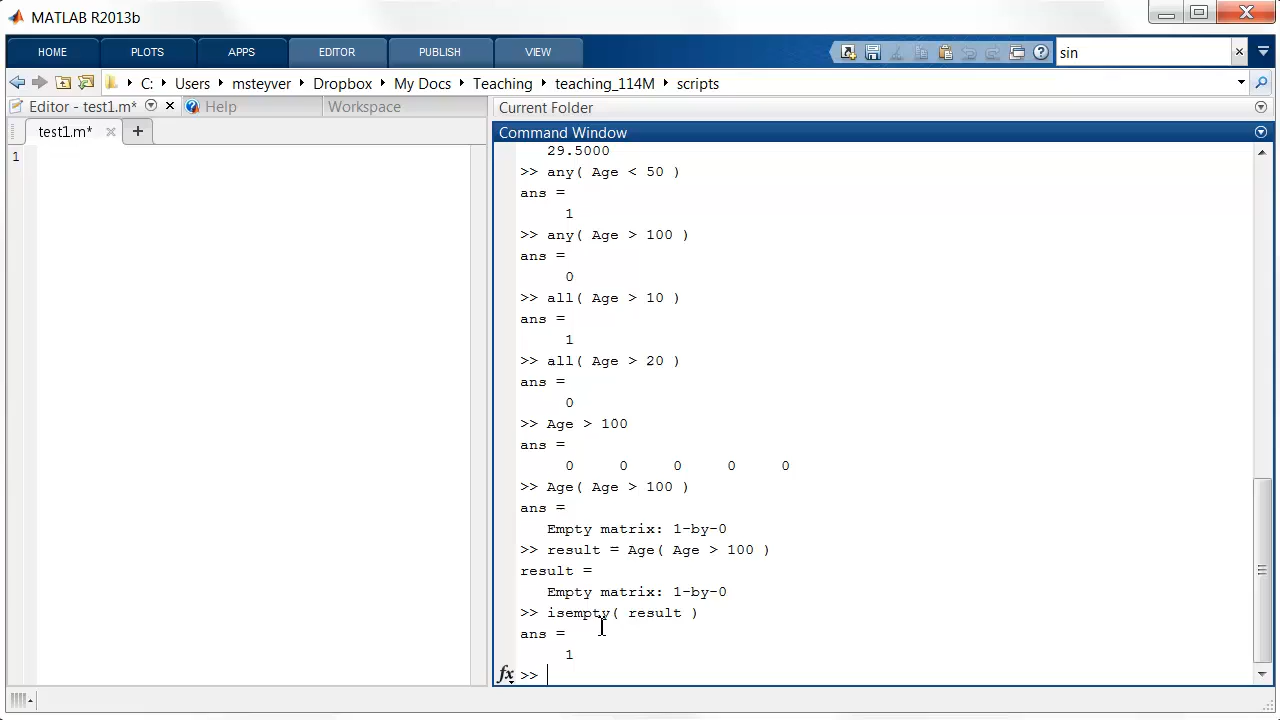 MATLAB R2013b
HOME PLOTS APPS EDITOR PUBLISH VIEW sin
C: Users msteyver Dropbox My Docs Teaching teaching_114M scripts
Editor - test1.m* Help Workspace Current Folder
test1.m* + Command Window
1
29.5000
>> any( Age < 50 )
ans =
1
>> any( Age > 100 )
ans =
0
>> all( Age > 10 )
ans =
1
>> all( Age > 20 )
ans =
0
>> Age > 100
ans =
0 0 0 0 0
>> Age( Age > 100 )
ans =
Empty matrix: 1-by-0
>> result = Age( Age > 100 )
result =
Empty matrix: 1-by-0
>> isempty( result )
ans =
1
fx >>